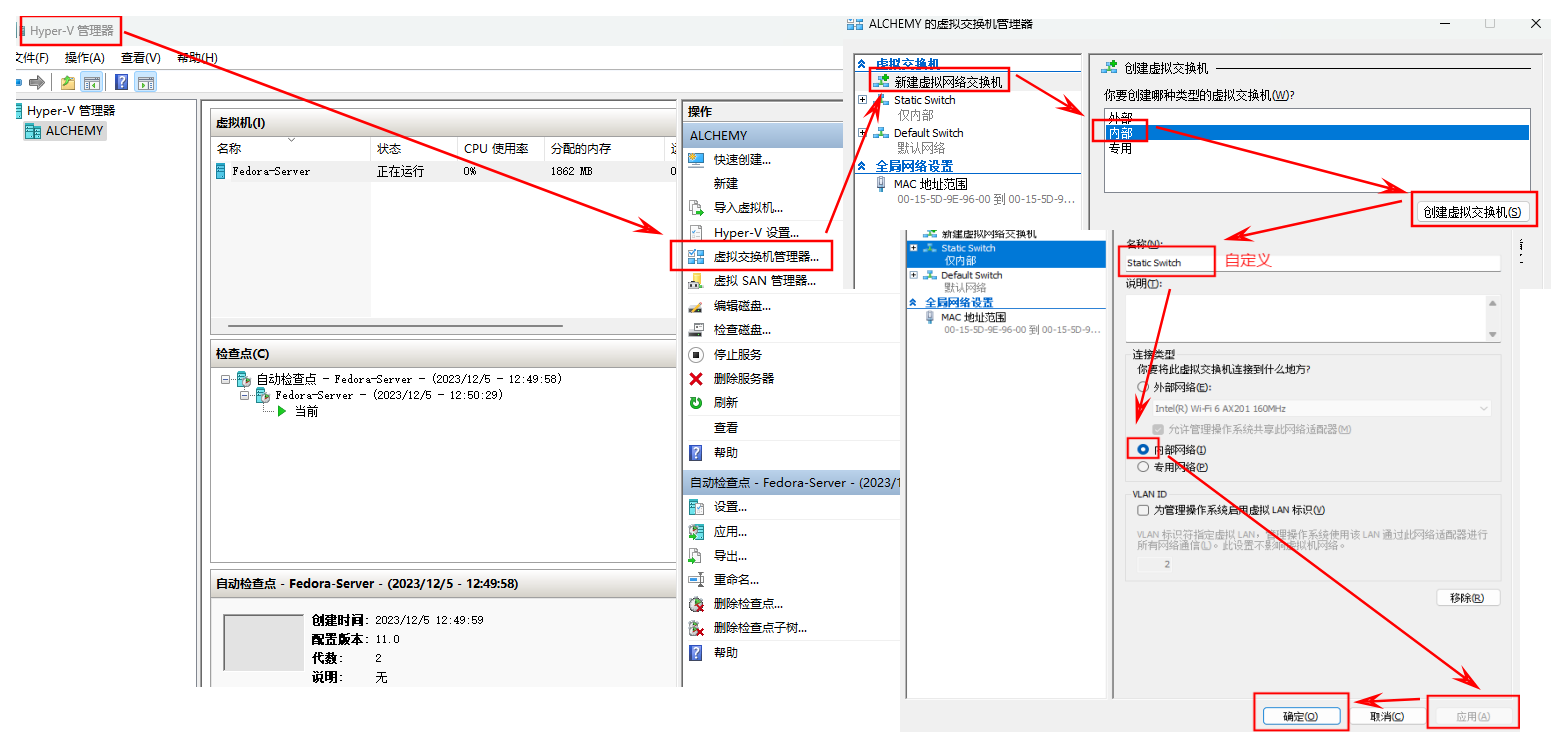 Hyper-V 管理器
文件(F) 操作(A) 查看(V) 帮助(H)
Hyper-V 管理器
ALCHEMY
虚拟机(I)
名称 状态 CPU 使用率 分配的内存
Fedora-Server 正在运行 0% 1862 MB 0
检查点(C)
自动检查点 - Fedora-Server - (2023/12/5 - 12:49:58)
Fedora-Server - (2023/12/5 - 12:50:29)
当前
自动检查点 - Fedora-Server - (2023/12/5 - 12:49:58)
创建时间: 2023/12/5 12:49:59
配置版本: 11.0
代数: 2
说明: 无
操作
ALCHEMY
快速创建...
新建
导入虚拟机...
Hyper-V 设置...
虚拟交换机管理器...
虚拟 SAN 管理器...
编辑磁盘...
检查磁盘...
停止服务
删除服务器
刷新
查看
帮助
自动检查点 - Fedora-Server - (2023/1
设置...
应用...
导出...
重命名...
删除检查点...
删除检查点子树...
帮助
ALCHEMY 的虚拟交换机管理器
虚拟交换机
新建虚拟网络交换机
Static Switch
仅内部
Default Switch
默认网络
全局网络设置
MAC 地址范围
00-15-5D-9E-96-00 到 00-15-5D-9...
创建虚拟交换机
你要创建哪种类型的虚拟交换机(W)?
外部
内部
专用
创建虚拟交换机(S)
新建虚拟网络交换机
Static Switch
仅内部
Default Switch
默认网络
全局网络设置
MAC 地址范围
00-15-5D-9E-96-00 到 00-15-5D-9...
名称(N):
Static Switch
自定义
说明(T):
连接类型
你要将此虚拟交换机连接到什么地方?
外部网络(E):
Intel(R) Wi-Fi 6 AX201 160MHz
允许管理操作系统共享此网络适配器(M)
内部网络(I)
专用网络(P)
VLAN ID
为管理操作系统启用虚拟 LAN 标识(V)
VLAN 标识符指定虚拟 LAN，管理操作系统使用该 LAN 通过此网络适配器进行
所有网络通信(L)。此设置不影响虚拟机网络。
2
移除(R)
确定(O) 取消(C) 应用(A)